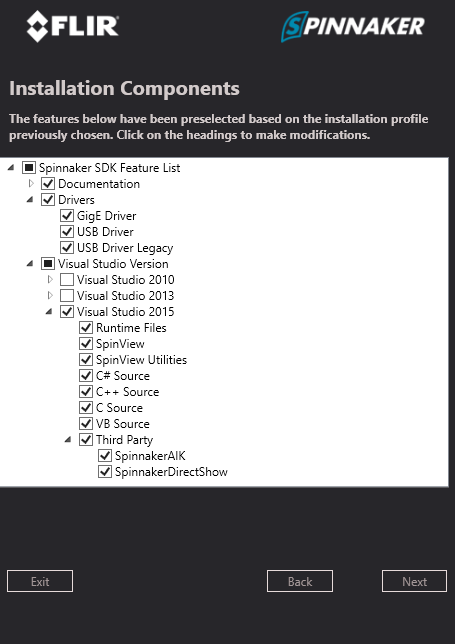 FLIR SPINNAKER
Installation Components
The features below have been preselected based on the installation profile
previously chosen. Click on the headings to make modifications.
Spinnaker SDK Feature List
Documentation
Drivers
GigE Driver
USB Driver
USB Driver Legacy
Visual Studio Version
Visual Studio 2010
Visual Studio 2013
Visual Studio 2015
Runtime Files
SpinView
SpinView Utilities
C# Source
C++ Source
C Source
VB Source
Third Party
SpinnakerAIK
SpinnakerDirectShow
Exit Back Next